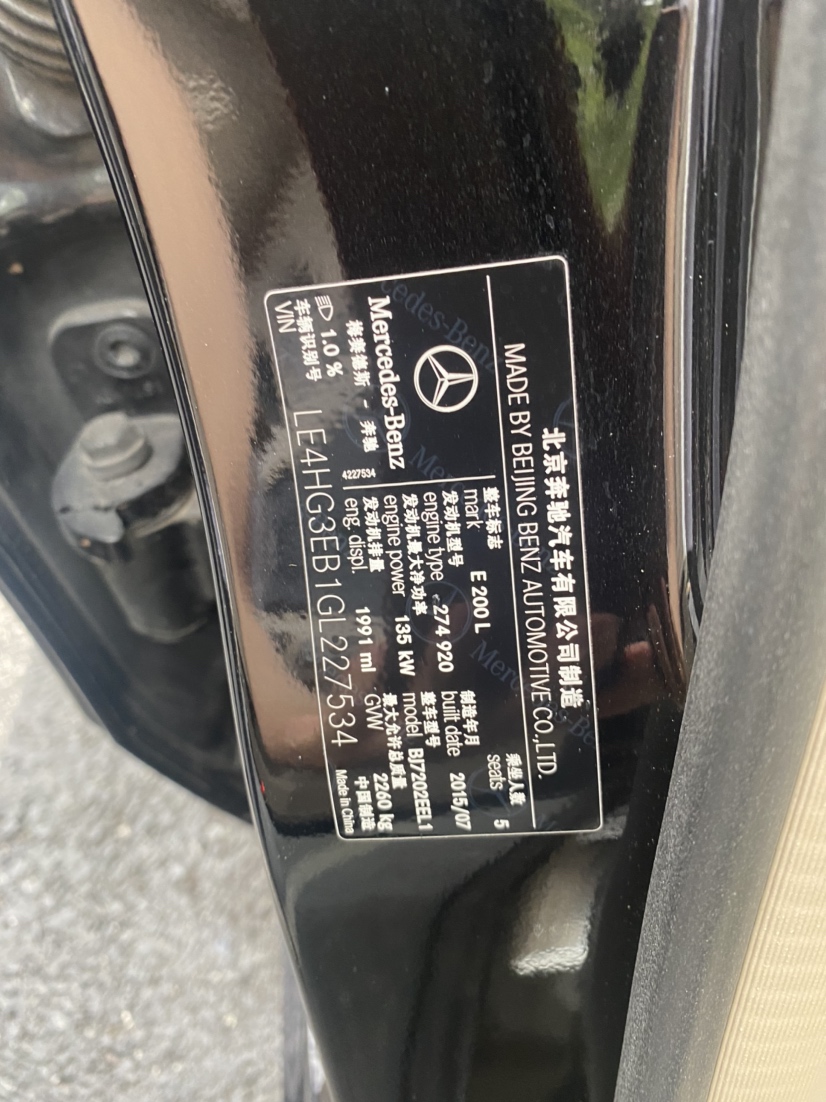 北京奔驰汽车有限公司制造
MADE BY BEIJING BENZ AUTOMOTIVE CO.,LTD.
Mercedes-Benz
梅赛德斯 - 奔驰
1.0 %
4227534
整车标志
mark E 200 L
乘坐人数
seats 5
发动机型号
engine type 274 920
制造年月
built date 2015/07
发动机最大净功率
engine power 135 kW
整车型号
model BJ7202EEL1
发动机排量
eng. displ. 1991 ml
最大允许总质量
GVW 2260 kg
车辆识别号
VIN LE4HG3EB1GL227534
中国制造
Made In China